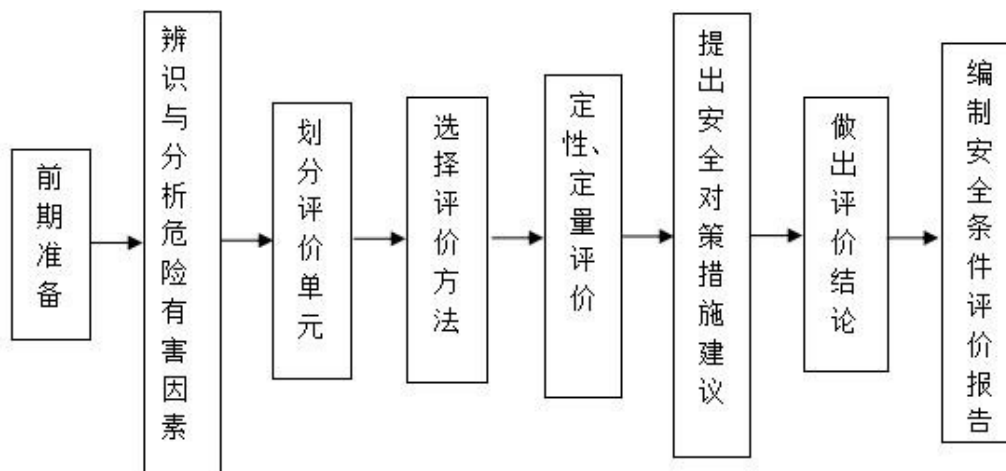 前期准备
辨识与分析危险有害因素
划分评价单元
选择评价方法
定性、定量评价
提出安全对策措施建议
做出评价结论
编制安全条件评价报告